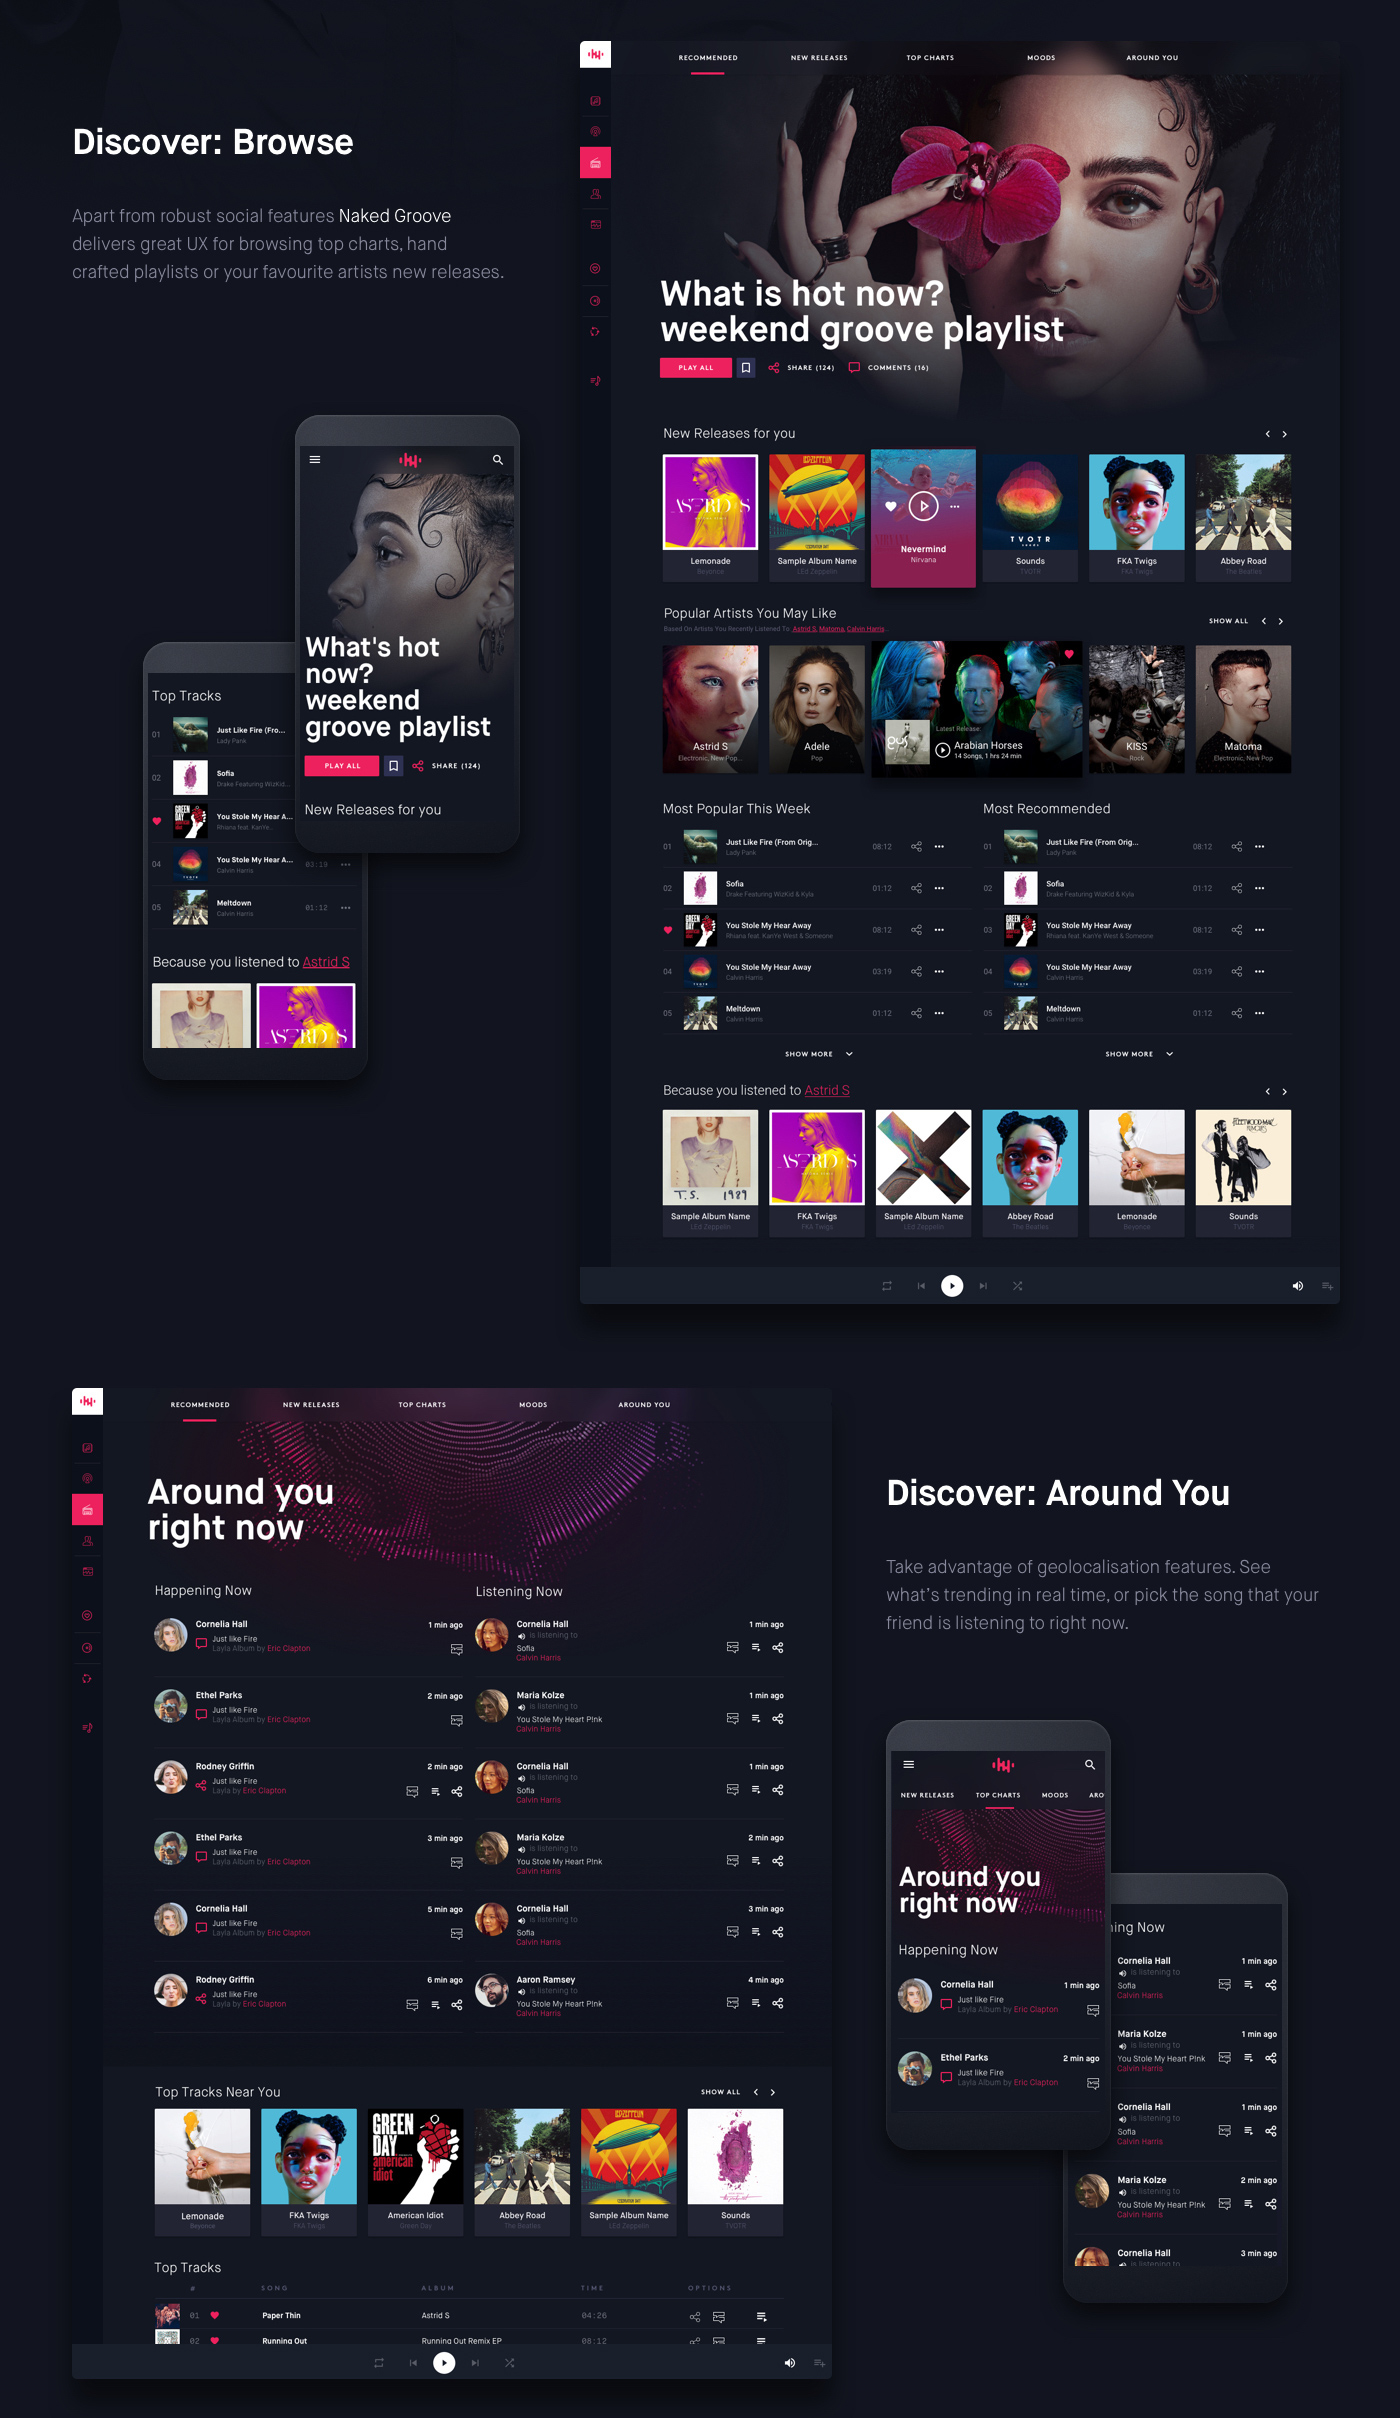 Discover: Browse
Apart from robust social features Naked Groove
delivers great UX for browsing top charts, hand
crafted playlists or your favourite artists new releases.
RECOMMENDED NEW RELEASES TOP CHARTS MOODS AROUND YOU
What is hot now?
weekend groove playlist
PLAY ALL SHARE (124) COMMENTS (16)
New Releases for you
ASTRID S LED-ZEPPELIN TVOTR
Lemonade Sample Album Name Nevermind Sounds FKA Twigs Abbey Road
Beyonce LEd Zeppelin Nirvana TVOTR FKA Twigs The Beatles
Popular Artists You May Like
Based On Artists You Recently Listened To Astrid S, Matoma, Calvin Harris...
SHOW ALL
Astrid S Adele KISS Matoma
Electronic, New Pop... Pop Rock Electronic, New Pop
Latest Release:
Arabian Horses
14 Songs, 1 hrs 24 min
Most Popular This Week
01 Just Like Fire (From Orig... 08:12
Lady Pank
02 Sofia 01:12
Drake Featuring WizKid & Kyla
You Stole My Hear Away 08:12
Rhiana feat. KanYe West & Someone
04 You Stole My Hear Away 03:19
Calvin Harris
05 Meltdown 01:12
Calvin Harris
SHOW MORE
Most Recommended
01 Just Like Fire (From Orig... 08:12
Lady Pank
02 Sofia 01:12
Drake Featuring WizKid & Kyla
03 You Stole My Hear Away 08:12
Rhiana feat. KanYe West & Someone
04 You Stole My Hear Away 03:19
Calvin Harris
05 Meltdown 01:12
Calvin Harris
SHOW MORE
Because you listened to Astrid S
T.S. 1989 ASTRID S FLEETWOOD MAC
Sample Album Name FKA Twigs Sample Album Name Abbey Road Lemonade Sounds
LEd Zeppelin FKA Twigs LEd Zeppelin The Beatles Beyonce TVOTR
What's hot
now?
weekend
groove playlist
PLAY ALL SHARE (124)
New Releases for you
Top Tracks
01 Just Like Fire (Fro...
Lady Pank
02 Sofia
Drake Featuring WizKid...
GREEN DAY
You Stole My Hear A...
Rhiana feat. KanYe..
04 You Stole My Hear A... 03:19
Calvin Harris
05 Meltdown 01:12
Calvin Harris
Because you listened to Astrid S
ASTRID S
RECOMMENDED NEW RELEASES TOP CHARTS MOODS AROUND YOU
Around you
right now
Happening Now
Cornelia Hall 1 min ago
Just like Fire
Layla Album by Eric Clapton
Ethel Parks 2 min ago
Just like Fire
Layla Album by Eric Clapton
Rodney Griffin 2 min ago
Just like Fire
Layla by Eric Clapton
Ethel Parks 3 min ago
Just like Fire
Layla Album by Eric Clapton
Cornelia Hall 5 min ago
Just like Fire
Layla Album by Eric Clapton
Rodney Griffin 6 min ago
Just like Fire
Layla by Eric Clapton
Listening Now
Cornelia Hall 1 min ago
is listening to
Sofia
Calvin Harris
Maria Kolze 1 min ago
is listening to
You Stole My Heart P!nk
Calvin Harris
Cornelia Hall 1 min ago
is listening to
Sofia
Calvin Harris
Maria Kolze 2 min ago
is listening to
You Stole My Heart P!nk
Calvin Harris
Cornelia Hall 3 min ago
is listening to
Sofia
Calvin Harris
Aaron Ramsey 4 min ago
is listening to
You Stole My Heart P!nk
Calvin Harris
Top Tracks Near You SHOW ALL
GREEN DAY american idiot LED-ZEPPELIN
Lemonade FKA Twigs American Idiot Abbey Road Sample Album Name Sounds
Beyonce FKA Twigs Green Day The Beatles LEd Zeppelin TVOTR
Top Tracks
# SONG ALBUM TIME OPTIONS
01 Paper Thin Astrid S 04:26
02 Running Out Running Out Remix EP 08:12
Discover: Around You
Take advantage of geolocalisation features. See
what's trending in real time, or pick the song that your
friend is listening to right now.
NEW RELEASES TOP CHARTS MOODS ARO
Around you
right now
Happening Now
Cornelia Hall 1 min ago
Just like Fire
Layla Album by Eric Clapton
Ethel Parks 2 min ago
Just like Fire
Layla Album by Eric Clapton
ning Now
Cornelia Hall 1 min ago
is listening to
Sofia
Calvin Harris
Maria Kolze 1 min ago
is listening to
You Stole My Heart P!nk
Calvin Harris
Cornelia Hall 1 min ago
is listening to
Sofia
Calvin Harris
Maria Kolze 2 min ago
is listening to
You Stole My Heart P!nk
Calvin Harris
Cornelia Hall 3 min ago
is listening to